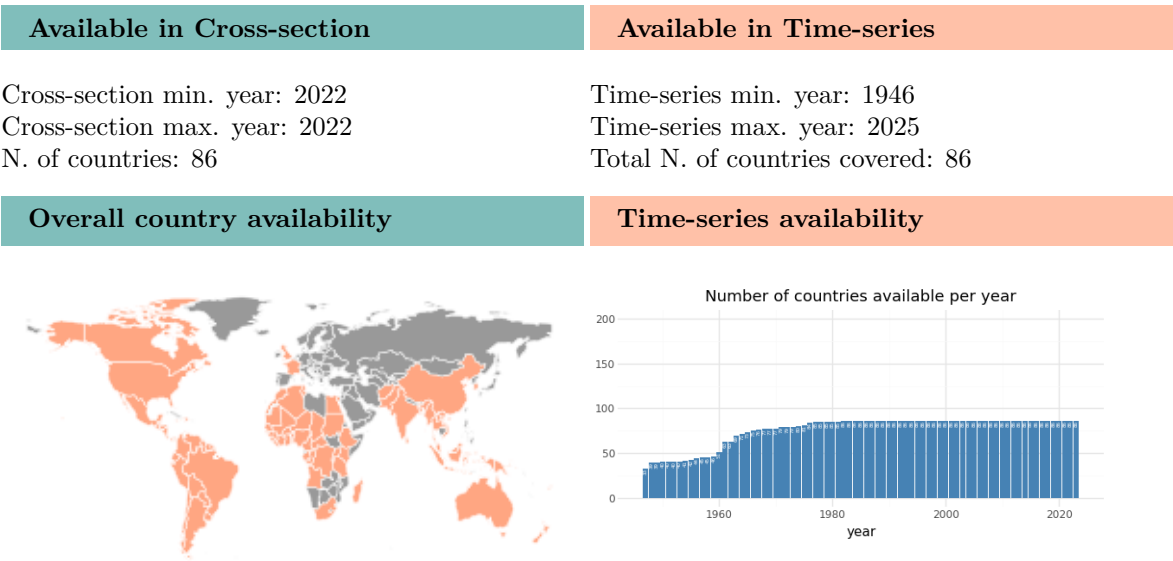 Available in Cross-section
Available in Time-series
Cross-section min. year: 2022
Cross-section max. year: 2022
N. of countries: 86
Time-series min. year: 1946
Time-series max. year: 2025
Total N. of countries covered: 86
Overall country availability
Time-series availability
Number of countries available per year
200
150
100
50
0
1960 1980 2000 2020
year